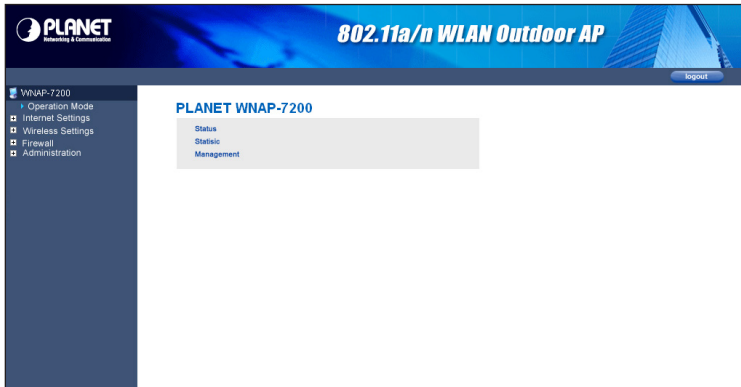 PLANET
Networking & Communication
802.11a/n WLAN Outdoor AP
logout
WNAP-7200
Operation Mode
Internet Settings
Wireless Settings
Firewall
Administration
PLANET WNAP-7200
Status
Statisic
Management